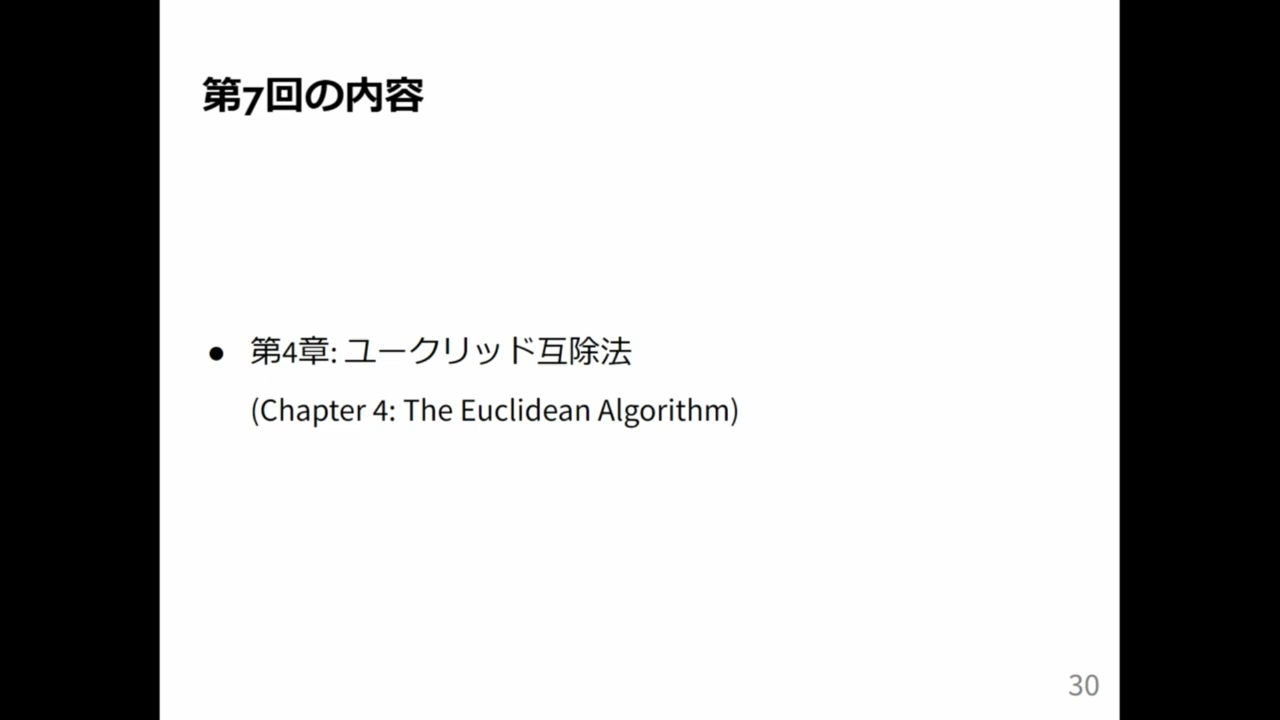 第7回の内容
● 第4章: ユークリッド互除法
(Chapter 4: The Euclidean Algorithm)
30